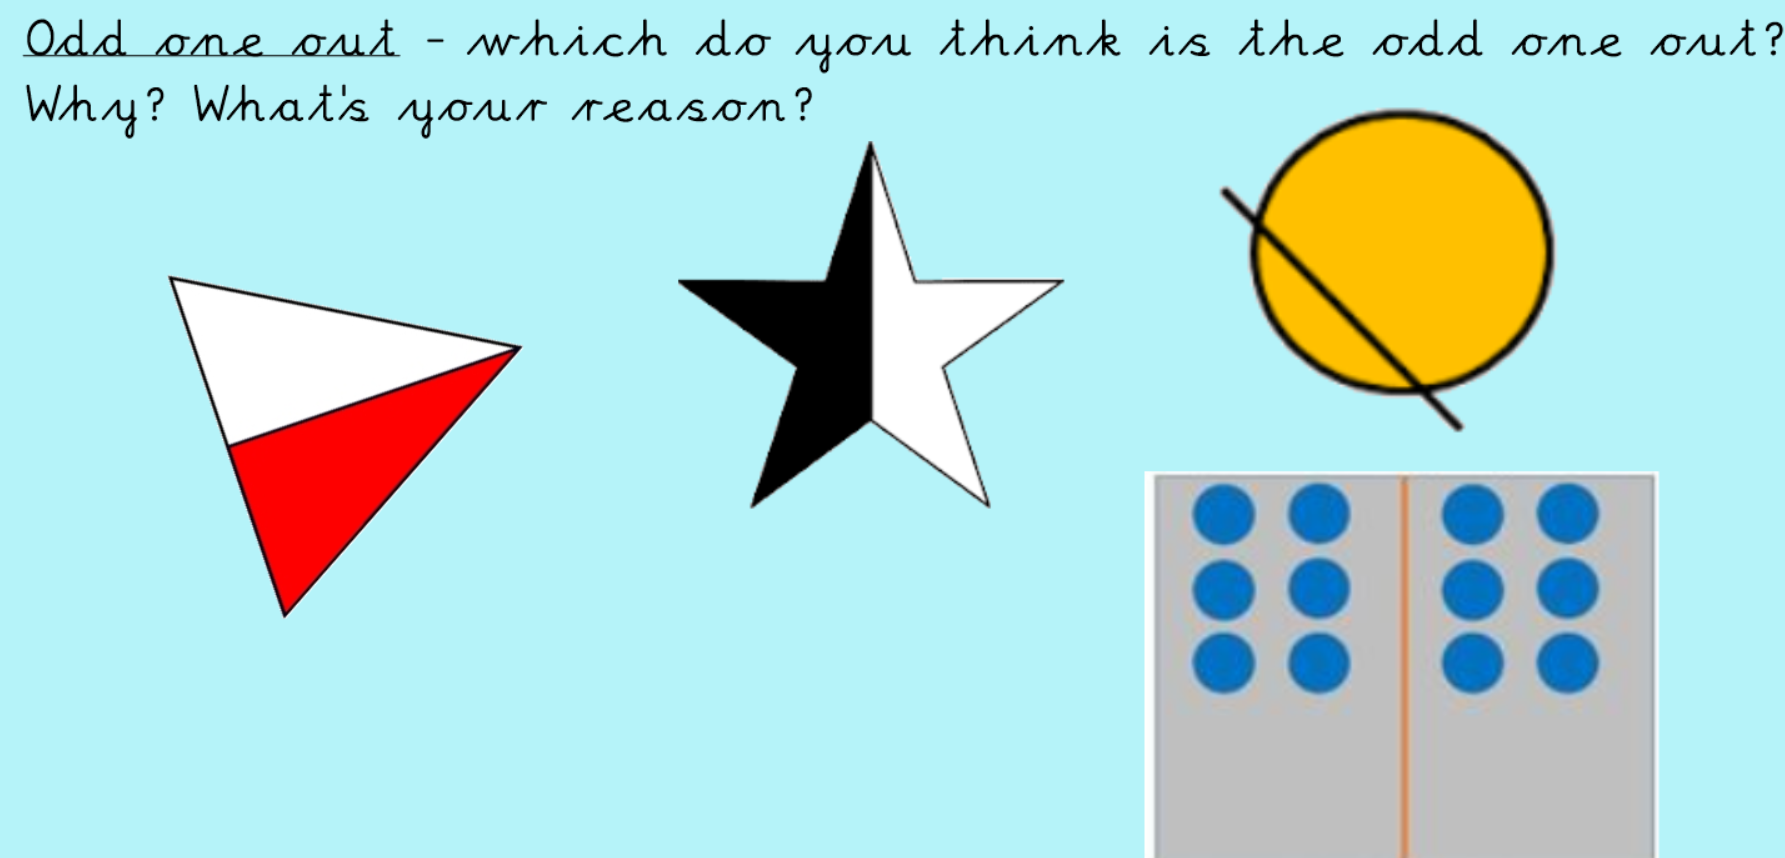 Odd one out - which do you think is the odd one out?
Why? What's your reason?